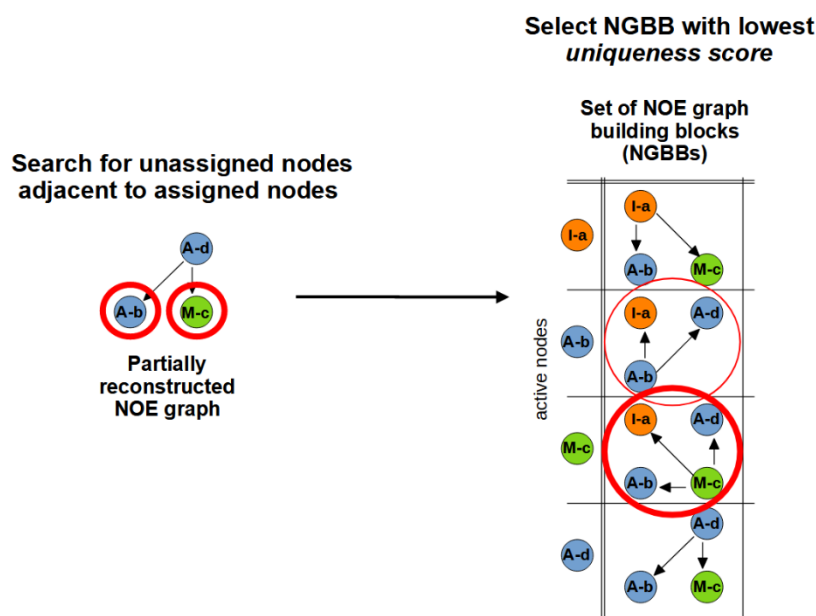 Select NGBB with lowest
uniqueness score
Set of NOE graph
building blocks
(NGBBs)
Search for unassigned nodes
adjacent to assigned nodes
A-d
A-b
M-c
Partially
reconstructed
NOE graph
active nodes
I-a
I-a
A-b
M-c
A-b
I-a
A-d
A-b
M-c
I-a
A-d
A-b
M-c
A-d
A-d
A-b
M-c